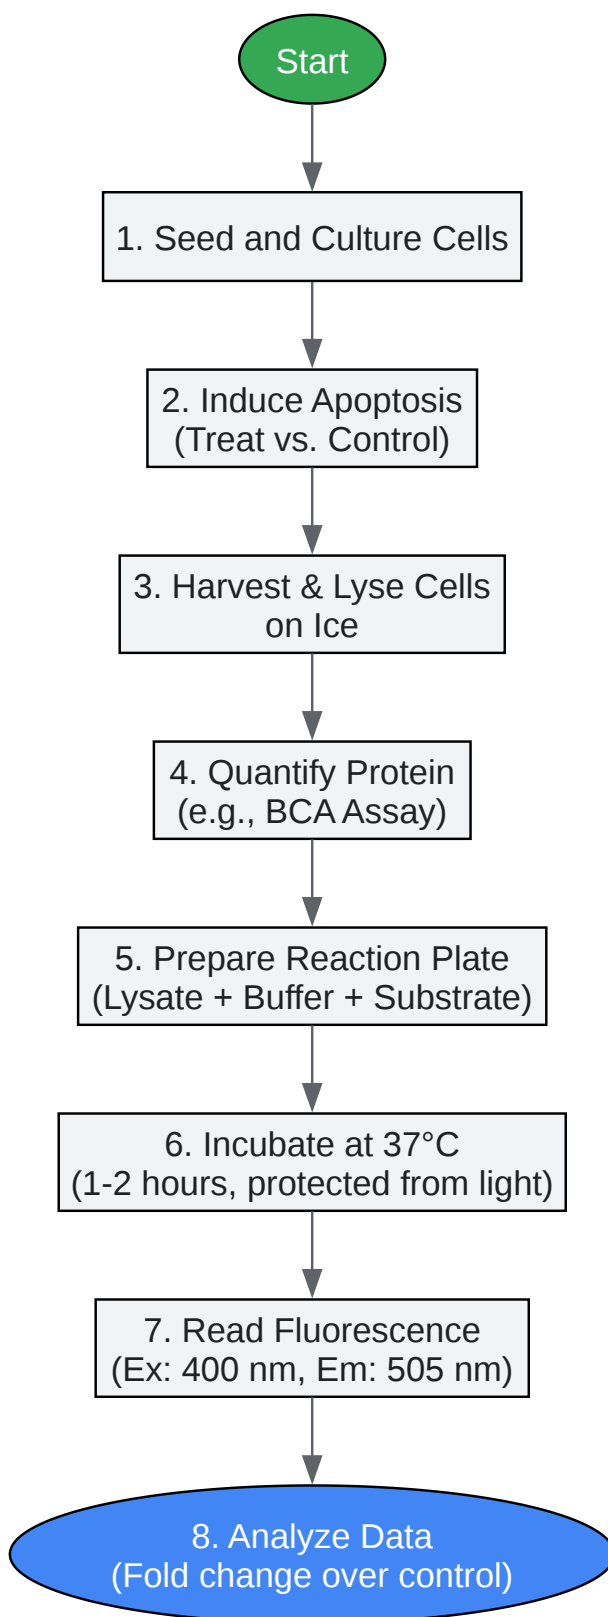 Start
1. Seed and Culture Cells
2. Induce Apoptosis
(Treat vs. Control)
3. Harvest & Lyse Cells
on Ice
4. Quantify Protein
(e.g., BCA Assay)
5. Prepare Reaction Plate
(Lysate + Buffer + Substrate)
6. Incubate at 37°C
(1-2 hours, protected from light)
7. Read Fluorescence
(Ex: 400 nm, Em: 505 nm)
8. Analyze Data
(Fold change over control)